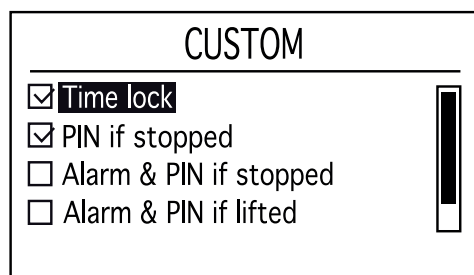 CUSTOM
Time lock
PIN if stopped
Alarm & PIN if stopped
Alarm & PIN if lifted